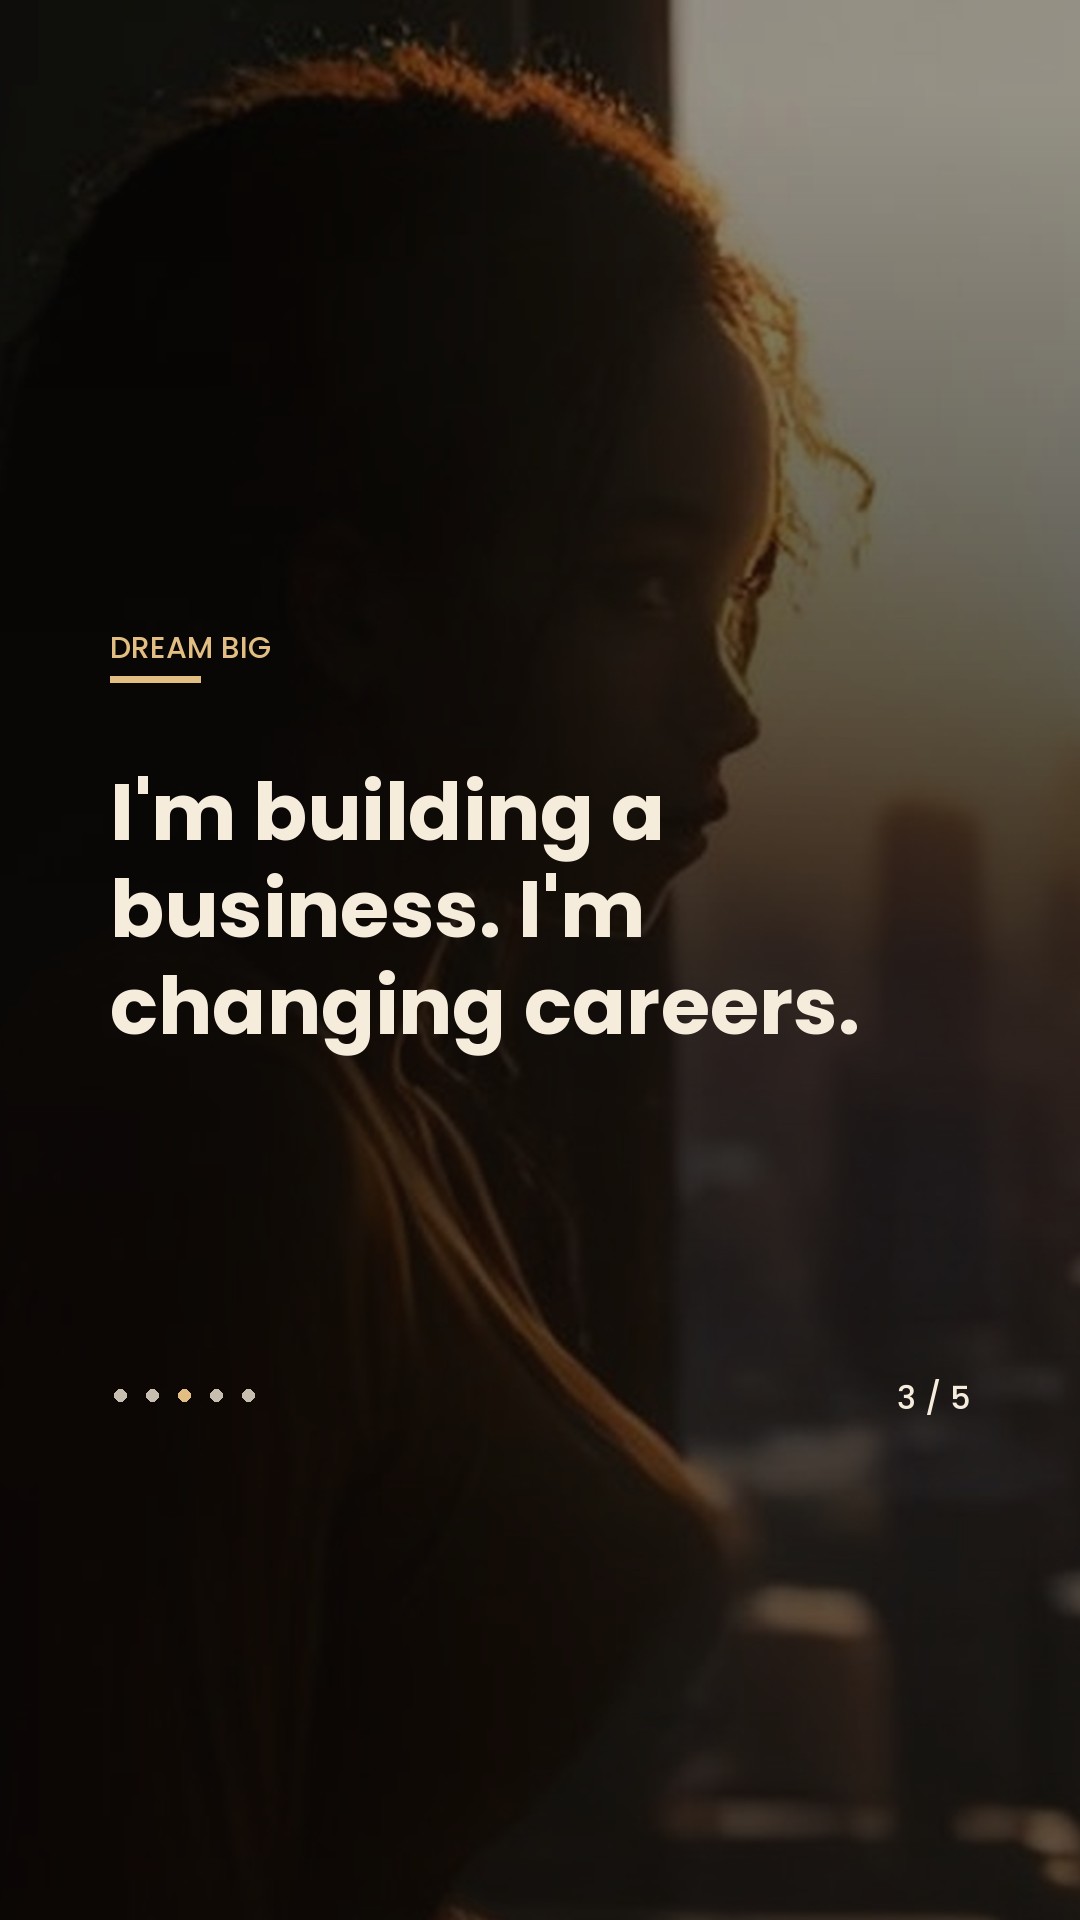 DREAM BIG
I'm building a
business. I'm
changing careers.
3 / 5